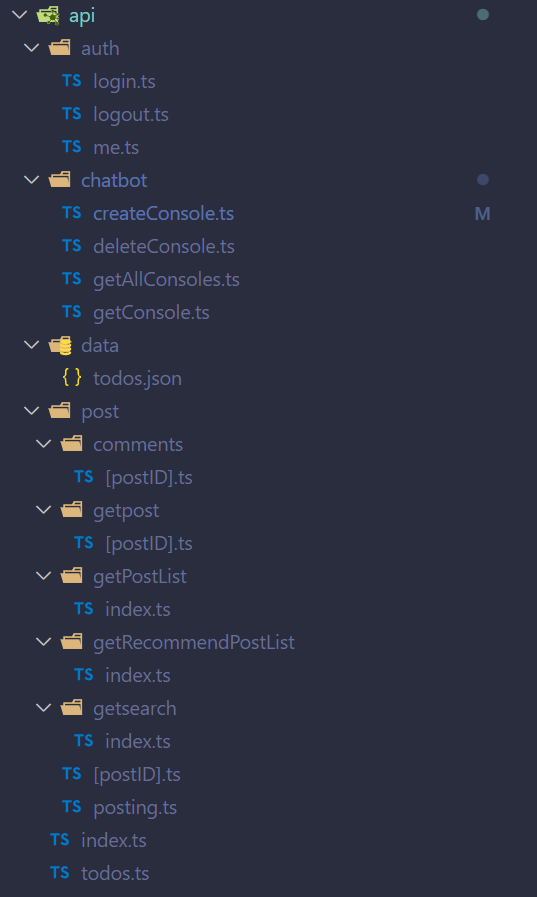 api
auth
TS login.ts
TS logout.ts
TS me.ts
chatbot
TS createConsole.ts M
TS deleteConsole.ts
TS getAllConsoles.ts
TS getConsole.ts
data
{ } todos.json
post
comments
TS [postID].ts
getpost
TS [postID].ts
getPostList
TS index.ts
getRecommendPostList
TS index.ts
getsearch
TS index.ts
TS [postID].ts
TS posting.ts
TS index.ts
TS todos.ts